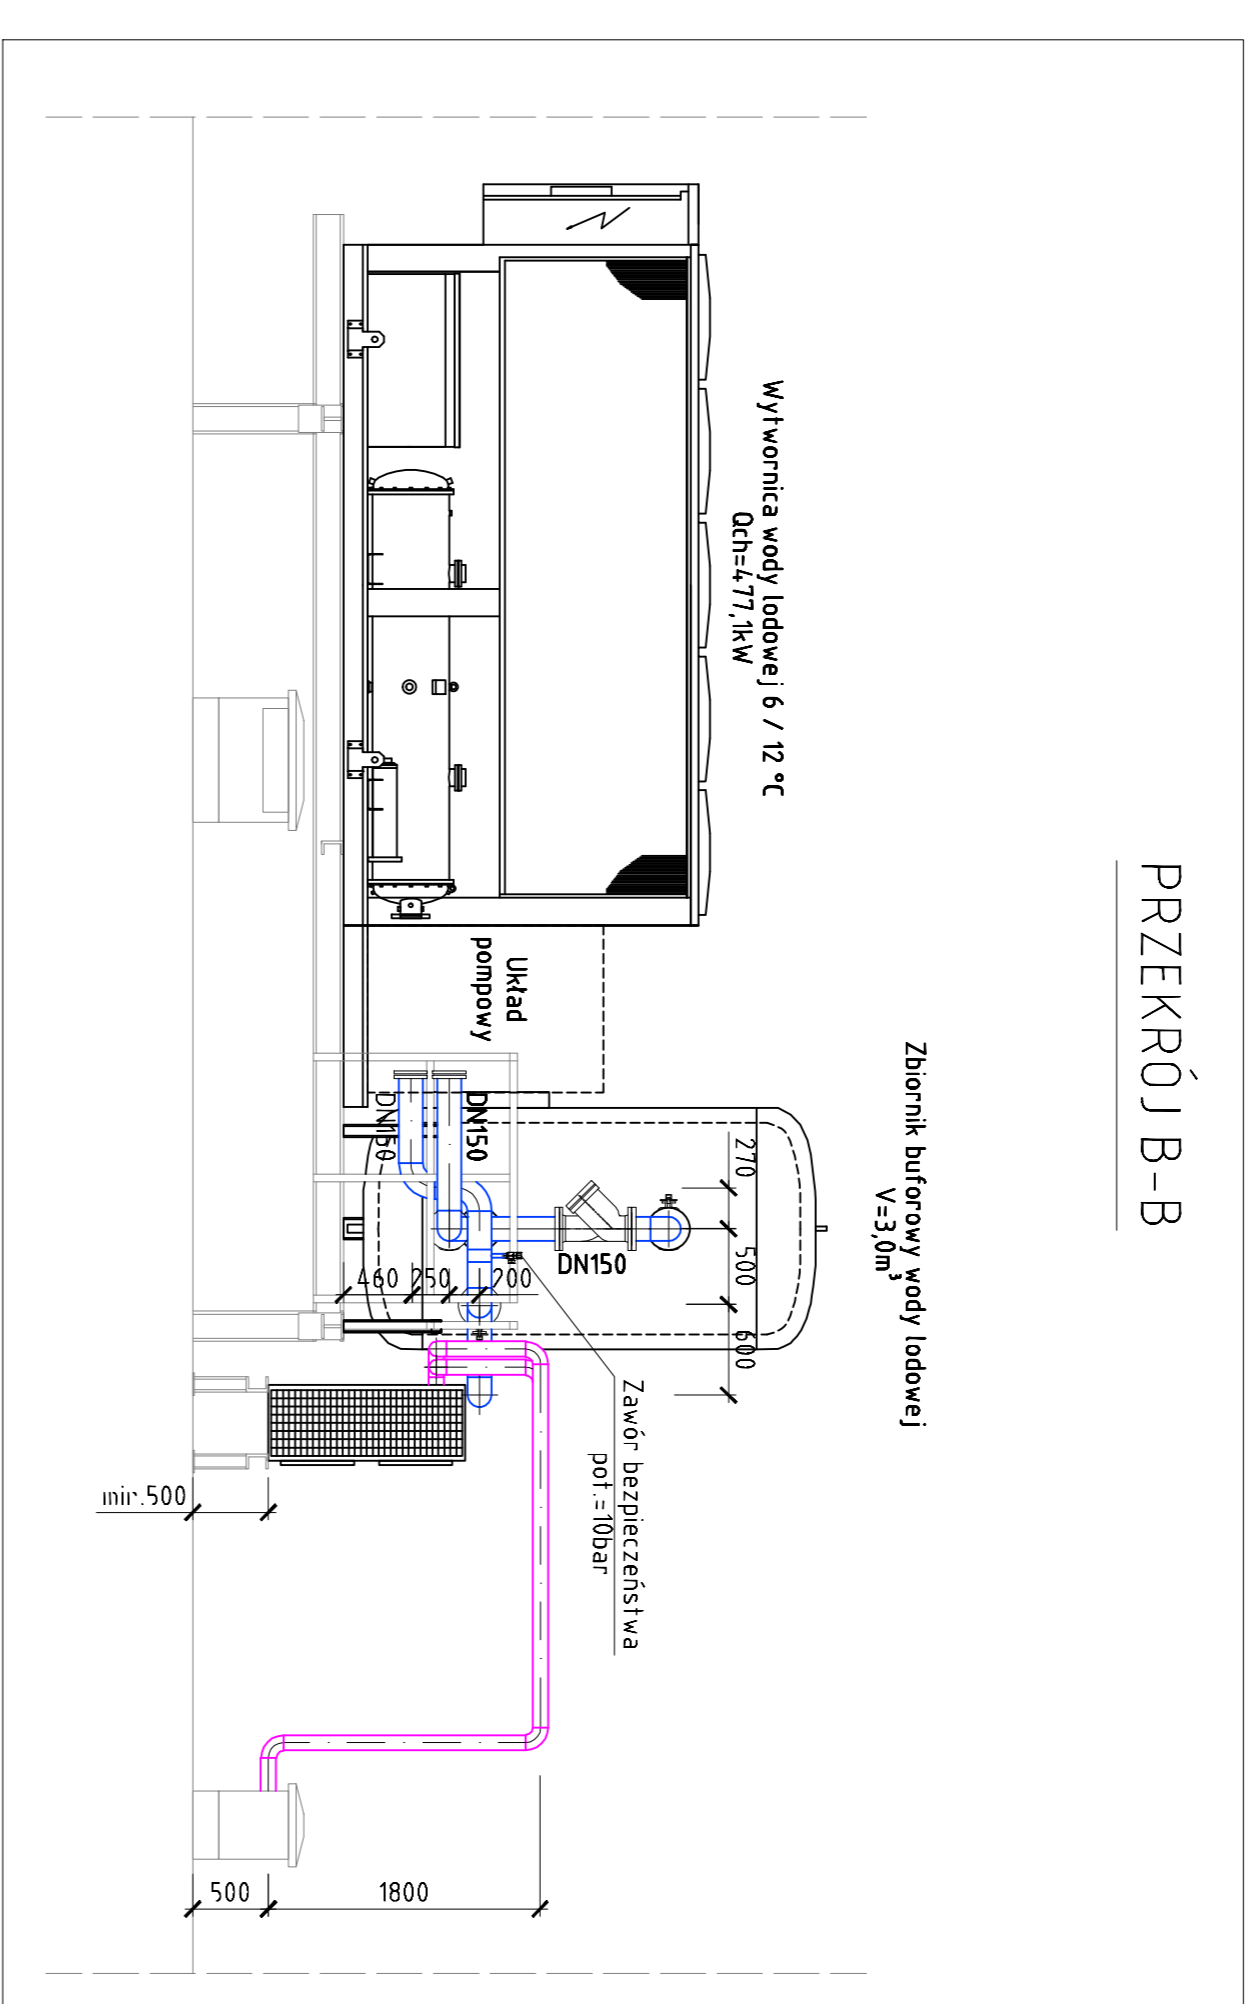 PRZEKRÓJ B-B
Zbiornik buforowy wody lodowej
V=3,0m³
Wytwornica wody lodowej 6 / 12 °C
Qch=477,1kW
Układ
pompowy
DN150
DN150
DN150
270
500
600
460
250
200
Zawór bezpieczeństwa
pot.=10bar
min.500
500
1800